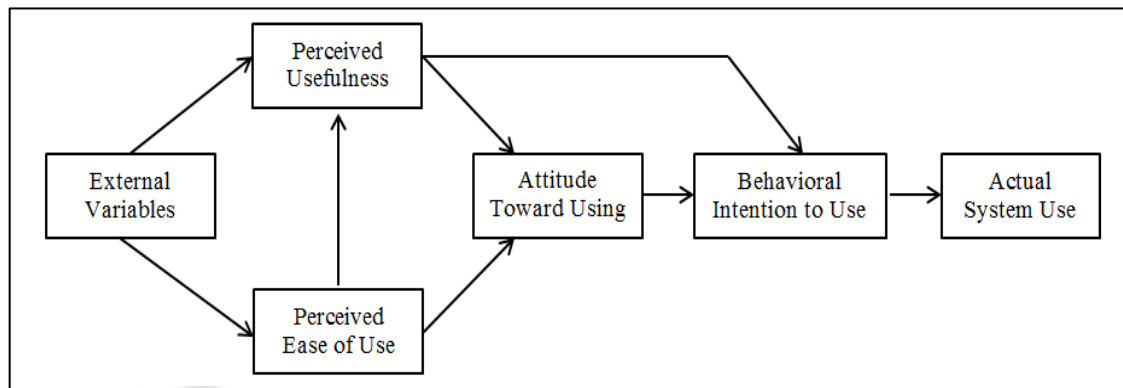 Perceived
Usefulness
External
Variables
Attitude
Toward Using
Behavioral
Intention to Use
Actual
System Use
Perceived
Ease of Use